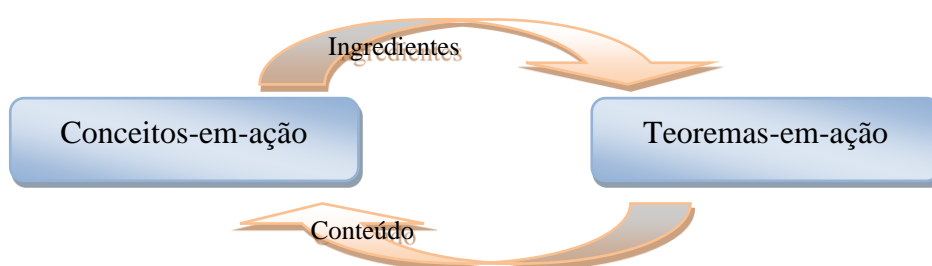 Ingredientes
Conceitos-em-ação
Teoremas-em-ação
Conteúdo